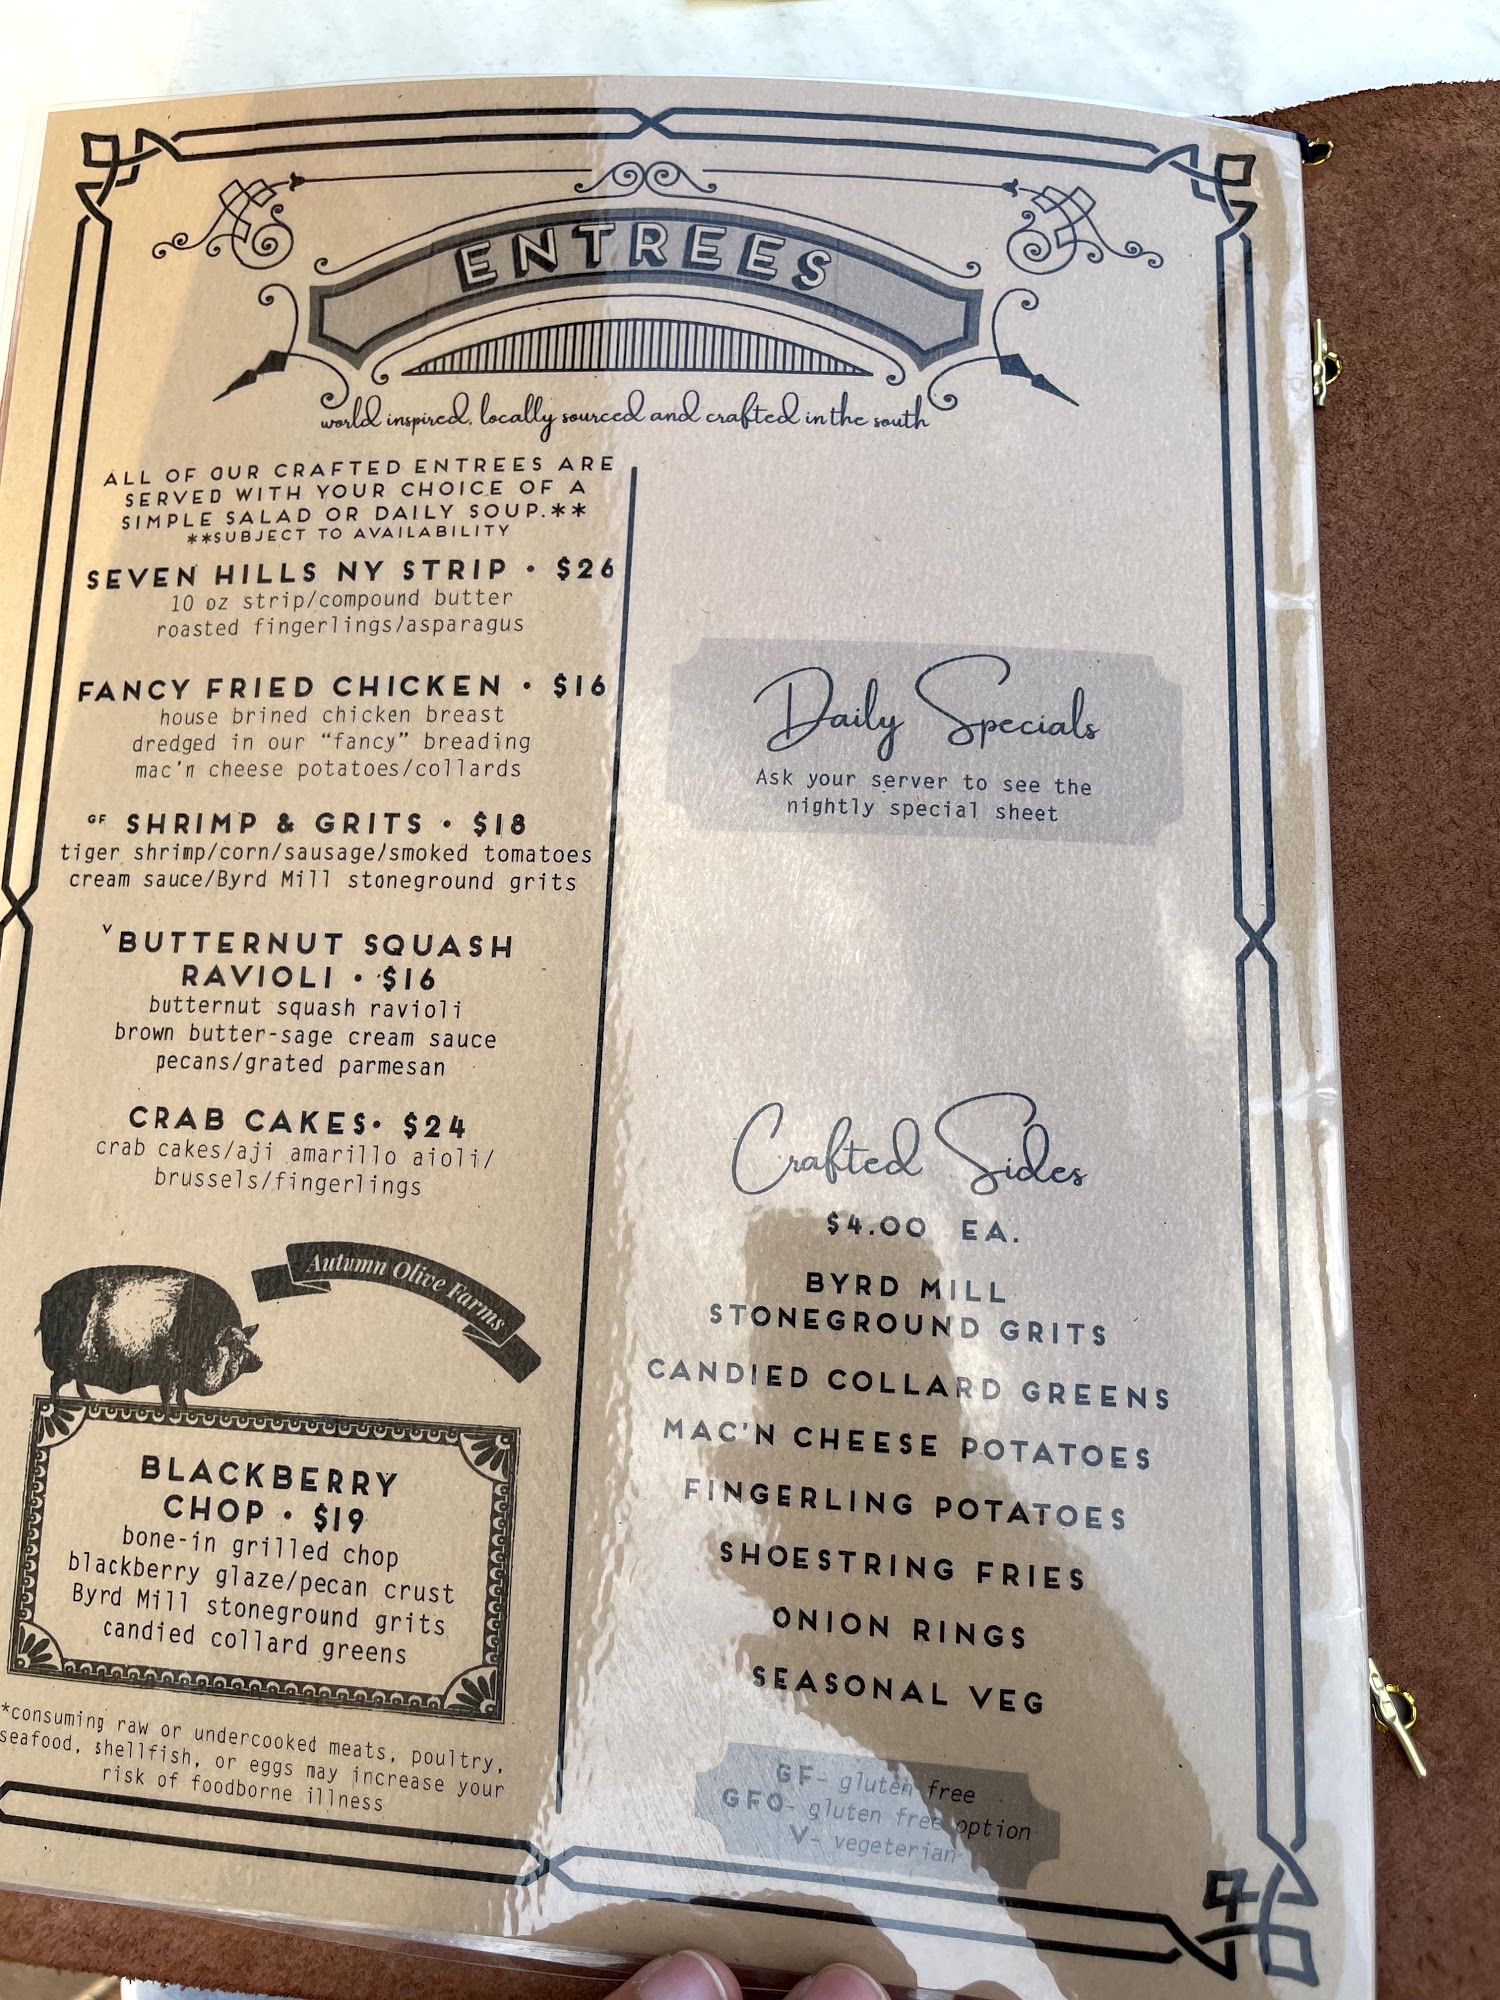 ENTREES
world inspired, locally sourced and crafted in the south
ALL OF OUR CRAFTED ENTREES ARE
SERVED WITH YOUR CHOICE OF A
SIMPLE SALAD OR DAILY SOUP.**
**SUBJECT TO AVAILABILITY
SEVEN HILLS NY STRIP • $26
10 oz strip/compound butter
roasted fingerlings/asparagus
FANCY FRIED CHICKEN • $16
house brined chicken breast
dredged in our “fancy” breading
mac'n cheese potatoes/collards
GF SHRIMP & GRITS • $18
tiger shrimp/corn/sausage/smoked tomatoes
cream sauce/Byrd Mill stoneground grits
V BUTTERNUT SQUASH
RAVIOLI • $16
butternut squash ravioli
brown butter-sage cream sauce
pecans/grated parmesan
CRAB CAKES• $24
crab cakes/aji amarillo aioli/
brussels/fingerlings
Autumn Olive Farms
BLACKBERRY
CHOP • $19
bone-in grilled chop
blackberry glaze/pecan crust
Byrd Mill stoneground grits
candied collard greens
*consuming raw or undercooked meats, poultry,
seafood, shellfish, or eggs may increase your
risk of foodborne illness
Daily Specials
Ask your server to see the
nightly special sheet
Crafted Sides
$4.00 EA.
BYRD MILL
STONEGROUND GRITS
CANDIED COLLARD GREENS
MAC'N CHEESE POTATOES
FINGERLING POTATOES
SHOESTRING FRIES
ONION RINGS
SEASONAL VEG
GF- gluten free
GFO- gluten free option
V- vegeterian